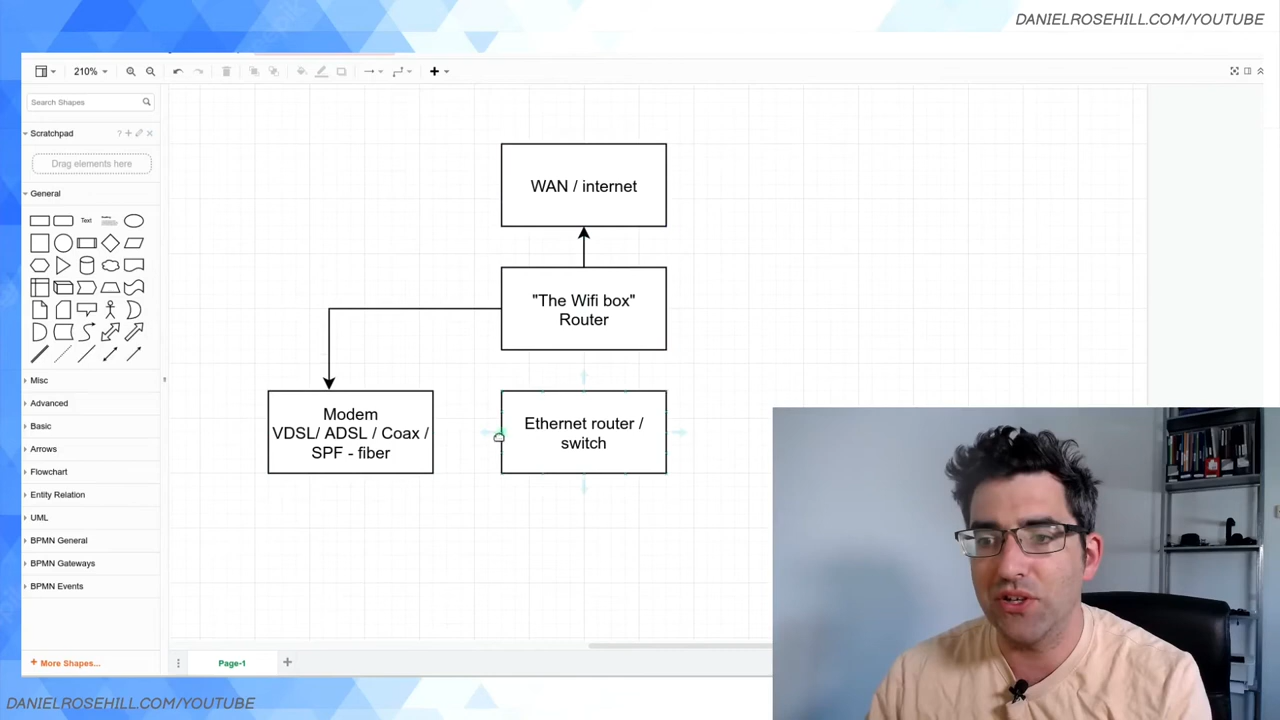 DANIELROSEHILL.COM/YOUTUBE
210%
Search Shapes
Scratchpad
?
Drag elements here
General
Text
Misc
Advanced
Basic
Arrows
Flowchart
Entity Relation
UML
BPMN General
BPMN Gateways
BPMN Events
+ More Shapes...
WAN / internet
"The Wifi box"
Router
Modem
VDSL/ ADSL / Coax /
SPF - fiber
Ethernet router /
switch
Page-1
DANIELROSEHILL.COM/YOUTUBE